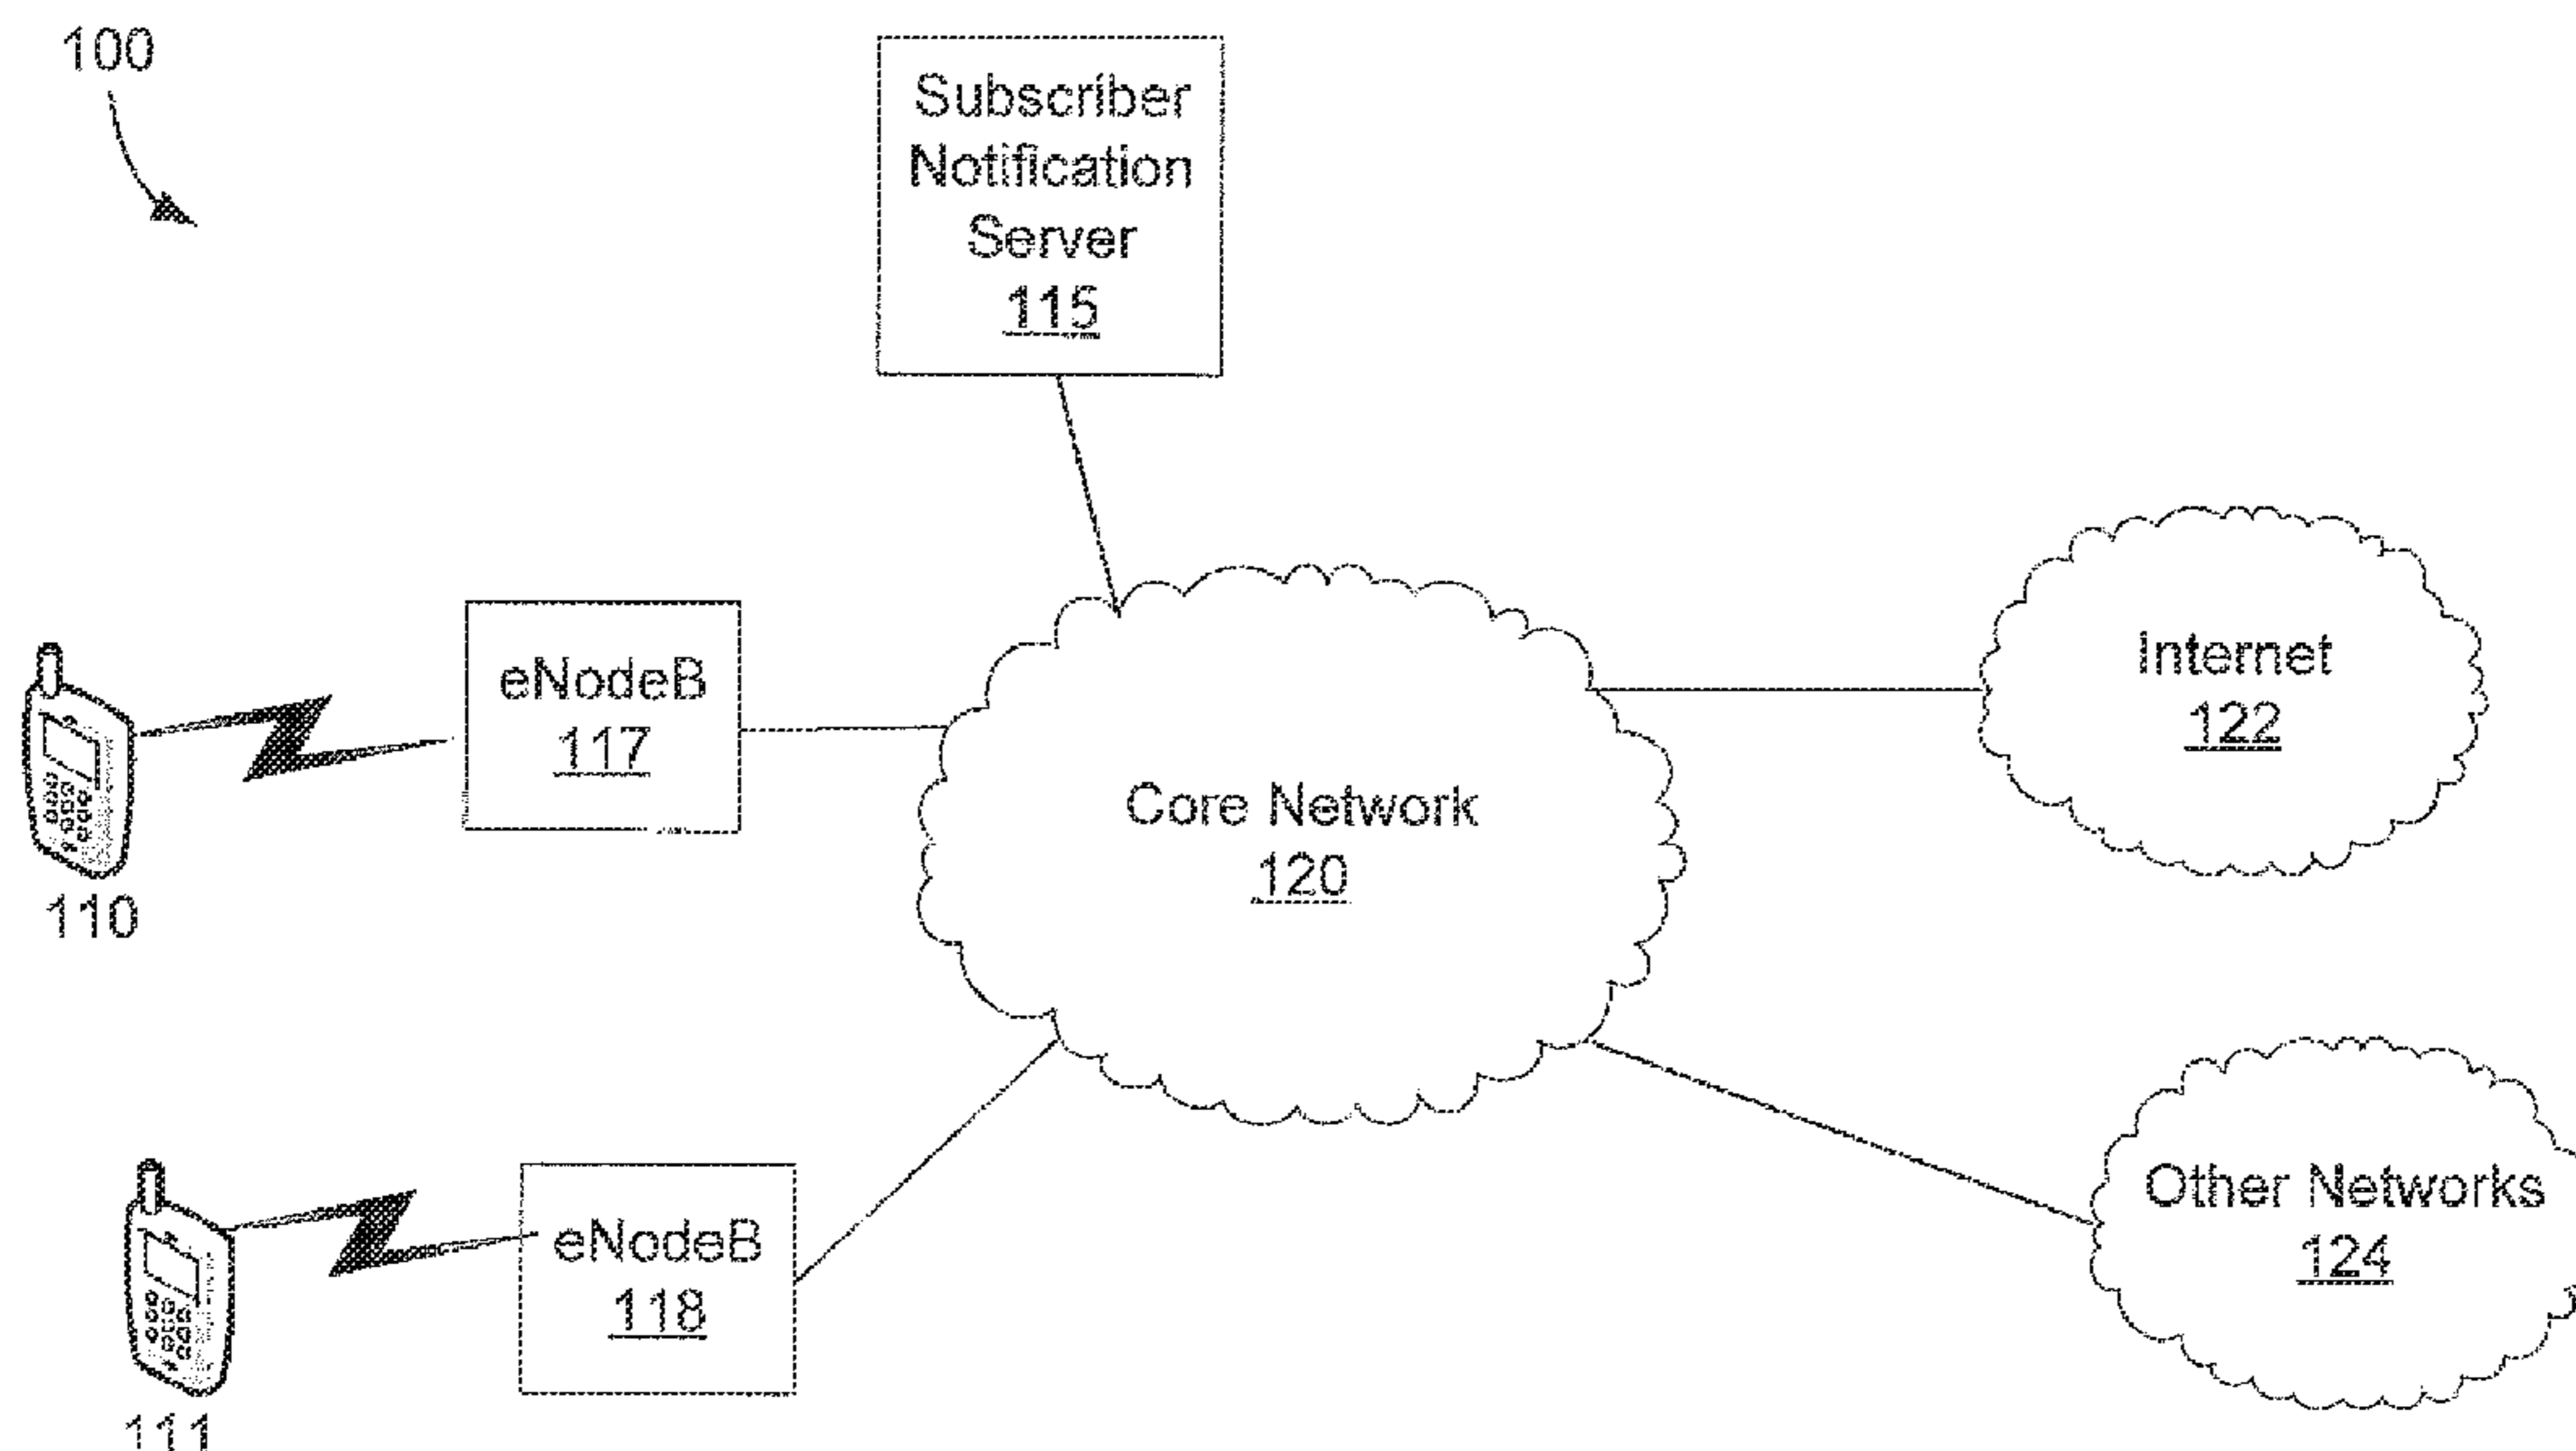 100
Subscriber
Notification
Server
115
eNodeB
117
110
Core Network
120
Internet
122
eNodeB
118
111
Other Networks
124